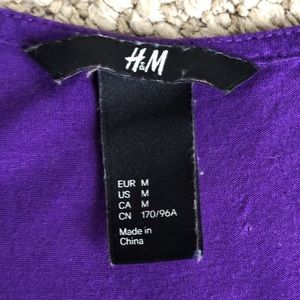 H&M
EUR M
US M
CA M
CN 170/96A
Made in
China